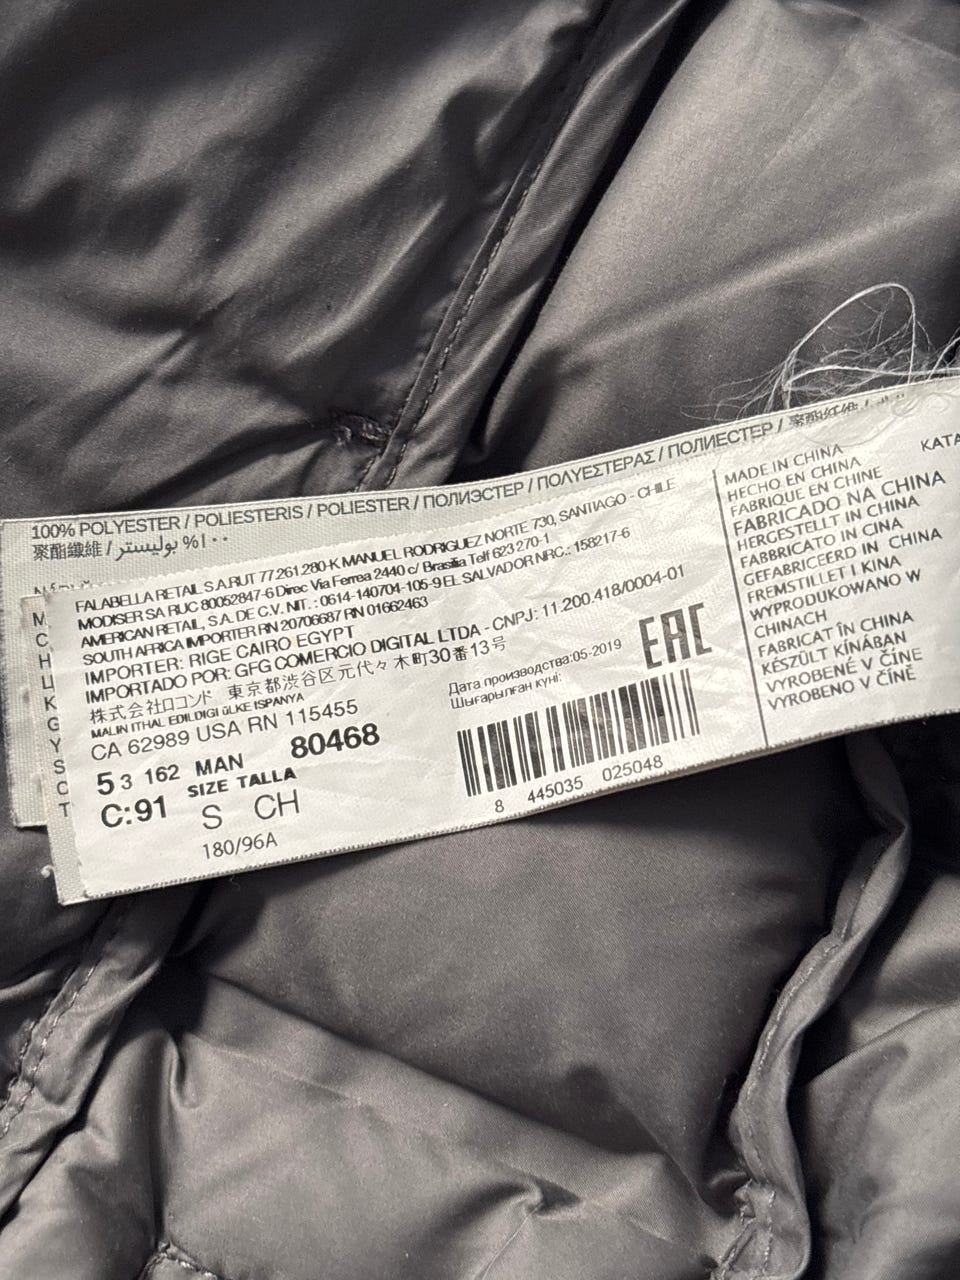 100% POLYESTER / POLIESTERIS / POLIESTER / ПОЛИЭСТЕР / ΠΟΛΥΕΣΤΕΡΑΣ / ПОЛИЕСТЕР / 聚酯纤维 /
聚酯纖維 / بوليستر %١٠٠
FALABELLA RETAIL S.A.RUT 77.261.280-K MANUEL RODRIGUEZ NORTE 730, SANTIAGO - CHILE
MODISER SA RUC 80052847-6 Direc Via Ferrea 2440 c/ Brasilia Telf 623 270-1
AMERICAN RETAIL, S.A. DE C.V. NIT. : 0614-140704-105-9 EL SALVADOR NRC.: 158217-6
SOUTH AFRICA IMPORTER RN 20706687 RN 01662463
IMPORTER: RIGE CAIRO EGYPT
IMPORTADO POR: GFG COMERCIO DIGITAL LTDA - CNPJ: 11.200.418/0004-01
株式会社ロコンド 東京都渋谷区元代々木町30番13号
MALIN ITHAL EDILDIGI ÜLKE ISPANYA
CA 62989 USA RN 115455
5 3 162 MAN 80468
C:91 SIZE TALLA
S CH
180/96A
Дата производства:05-2019
Шығарылған күні:
EAC
8 445035 025048
MADE IN CHINA
HECHO EN CHINA
FABRIQUE EN CHINE
FABRICADO NA CHINA
HERGESTELLT IN CHINA
FABBRICATO IN CINA
GEFABRICEERD IN CHINA
FREMSTILLET I KINA
WYPRODUKOWANO W
CHINACH
FABRICAT ÎN CHINA
KÉSZÜLT KÍNÁBAN
VYROBENÉ V ČÍNE
VYROBENO V ČÍNĚ
KATA
M
C
H
Ц
K
G
Y
S
C
T